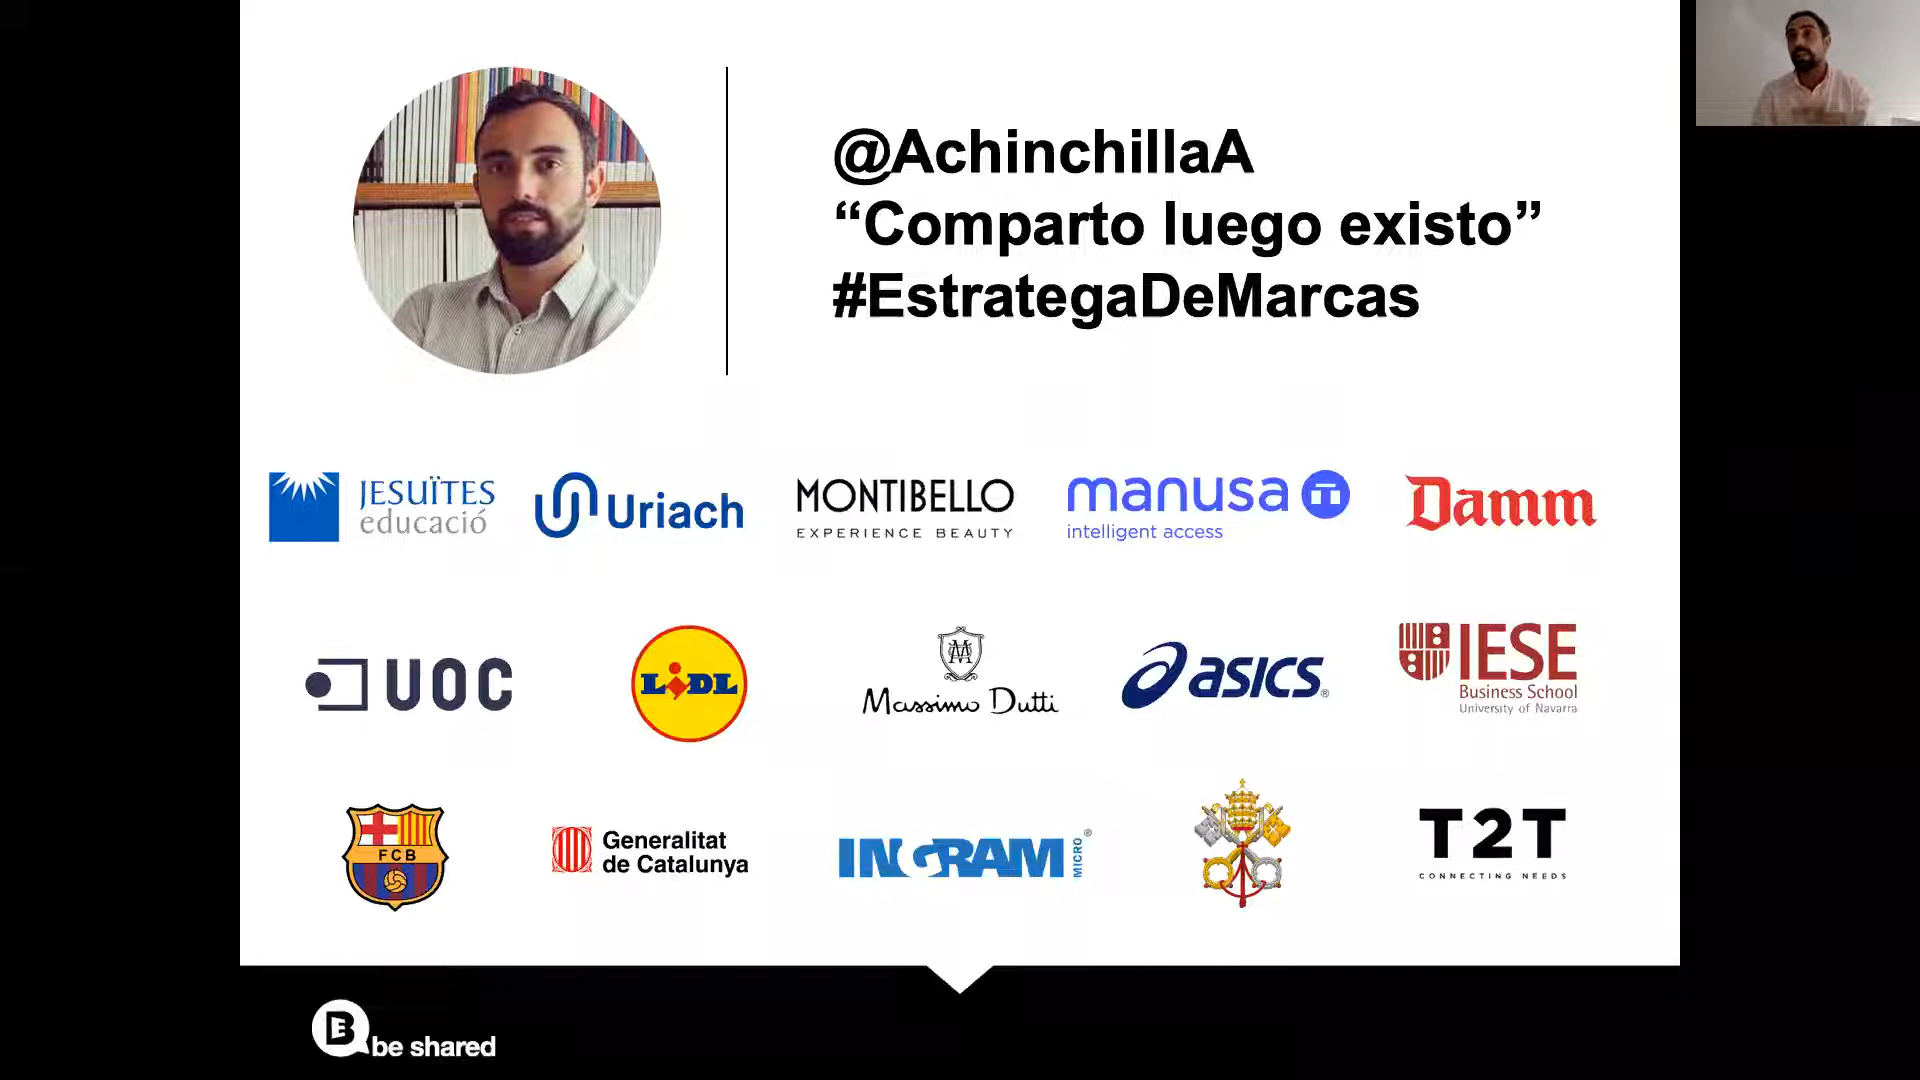 @AchinchillaA
“Comparto luego existo”
#EstrategaDeMarcas
JESUÏTES
educació
Uriach
MONTIBELLO
EXPERIENCE BEAUTY
manusa
intelligent access
Damm
UOC
LIDL
Massimo Dutti
asics®
IESE
Business School
University of Navarra
FCB
Generalitat
de Catalunya
INGRAM MICRO®
T2T
CONNECTING NEEDS
B be shared